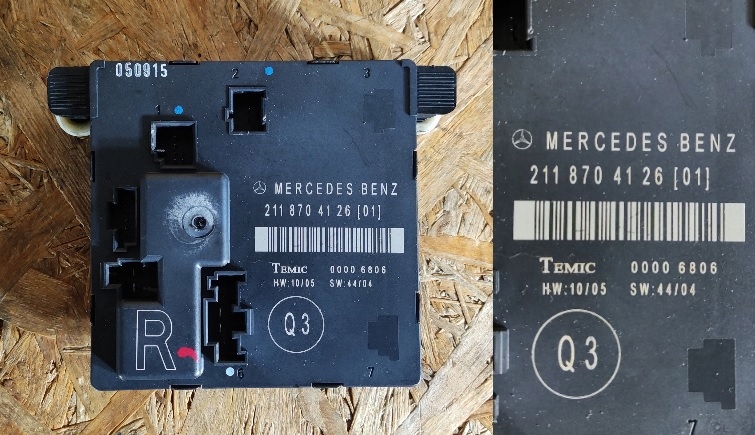 050915
2
3
1
MERCEDES BENZ
211 870 41 26 [01]
TEMIC 0000 6806
HW:10/05 SW:44/04
Q3
R
6
7
MERCEDES BENZ
211 870 41 26 [01]
TEMIC 0000 6806
HW:10/05 SW:44/04
Q3
7